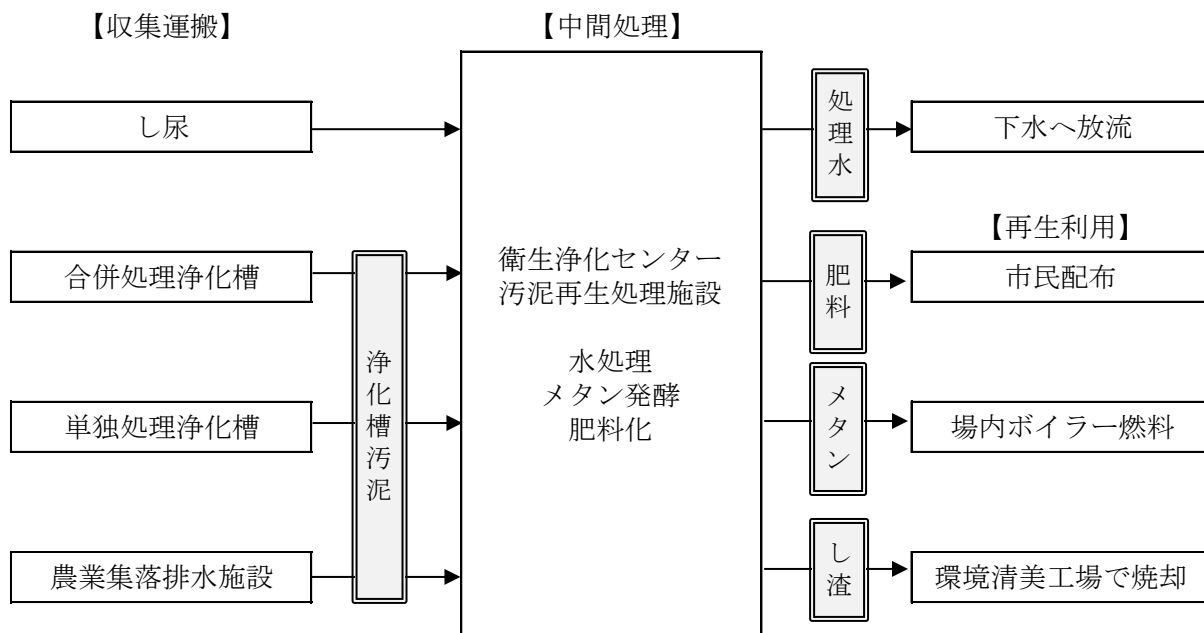 【収集運搬】
【中間処理】
し尿
合併処理浄化槽
単独処理浄化槽
農業集落排水施設
浄化槽汚泥
衛生浄化センター
汚泥再生処理施設
水処理
メタン発酵
肥料化
処理水
下水へ放流
【再生利用】
肥料
市民配布
メタン
場内ボイラー燃料
し渣
環境清美工場で焼却